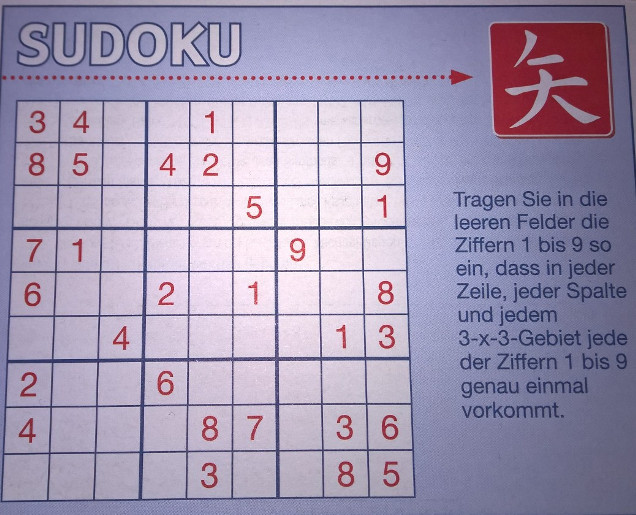 SUDOKU
矢
3 4 1
8 5 4 2 9
5 1
7 1 9
6 2 1 8
4 1 3
2 6
4 8 7 3 6
3 8 5
Tragen Sie in die
leeren Felder die
Ziffern 1 bis 9 so
ein, dass in jeder
Zeile, jeder Spalte
und jedem
3-x-3-Gebiet jede
der Ziffern 1 bis 9
genau einmal
vorkommt.